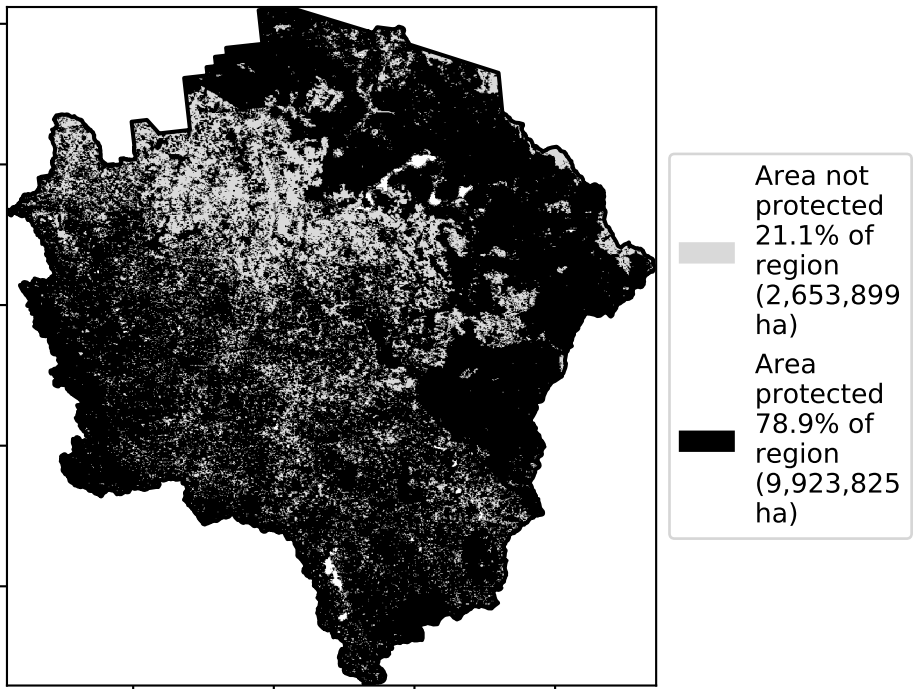 Area not
protected
21.1% of
region
(2,653,899
ha)
Area
protected
78.9% of
region
(9,923,825
ha)